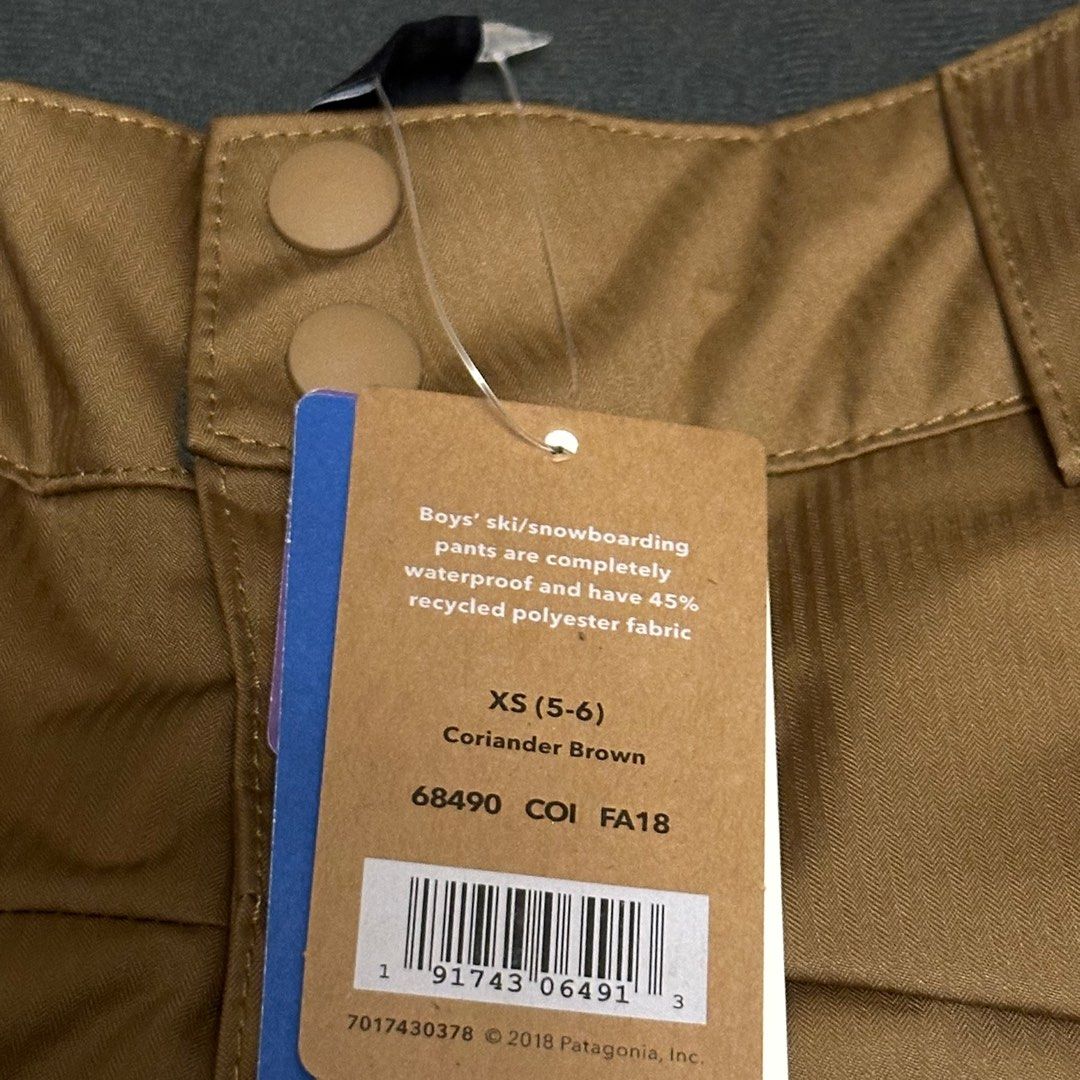 Boys' ski/snowboarding
pants are completely
waterproof and have 45%
recycled polyester fabric
XS (5-6)
Coriander Brown
68490 COI FA18
1 91743 06491 3
7017430378 © 2018 Patagonia, Inc.